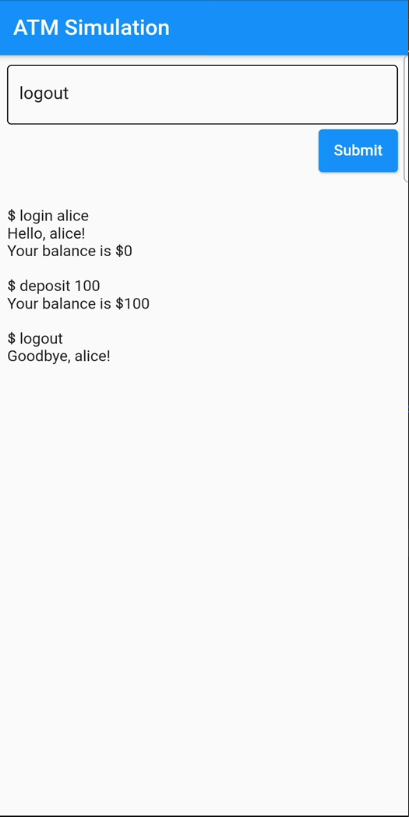 ATM Simulation
logout
Submit
$ login alice
Hello, alice!
Your balance is $0
$ deposit 100
Your balance is $100
$ logout
Goodbye, alice!